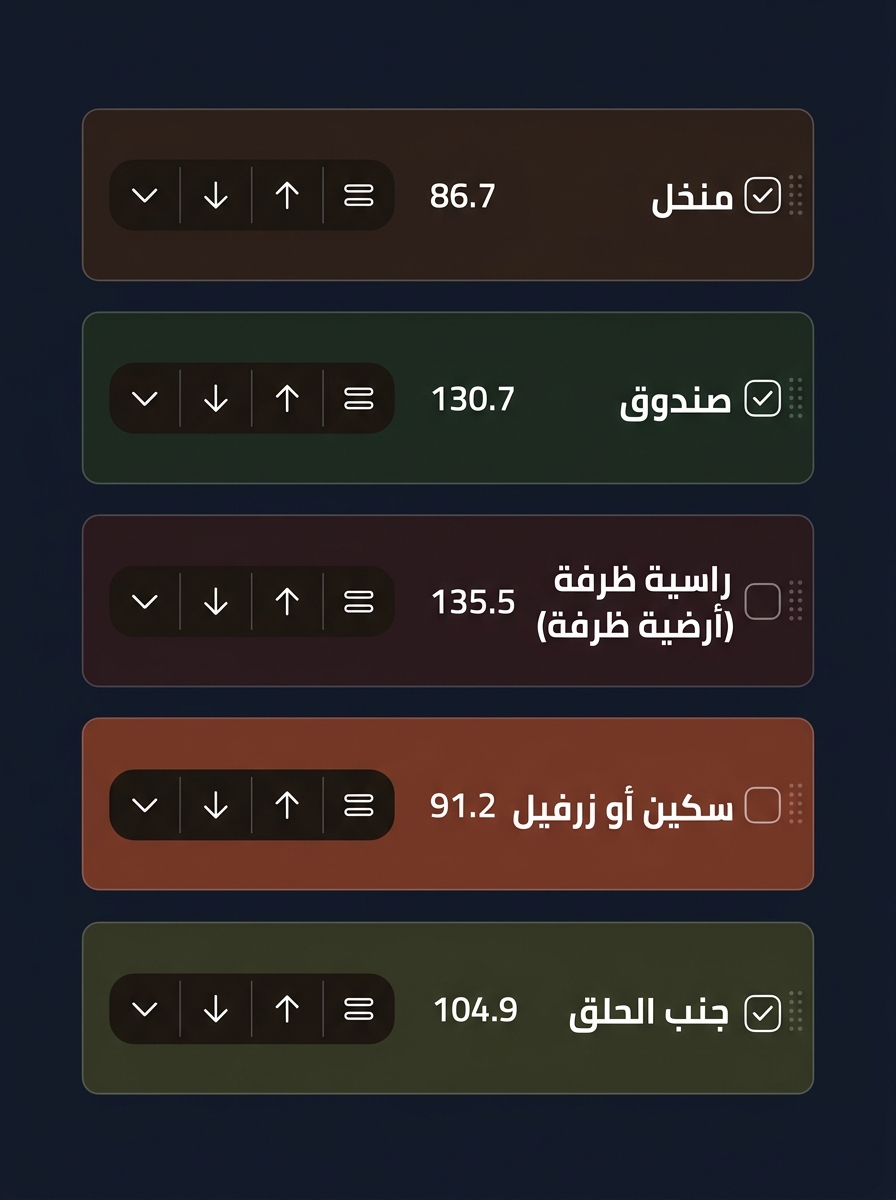 منخل 86.7
صندوق 130.7
راسية ظرفة
(أرضية ظرفة) 135.5
سكين أو زرفيل 91.2
جنب الحلق 104.9